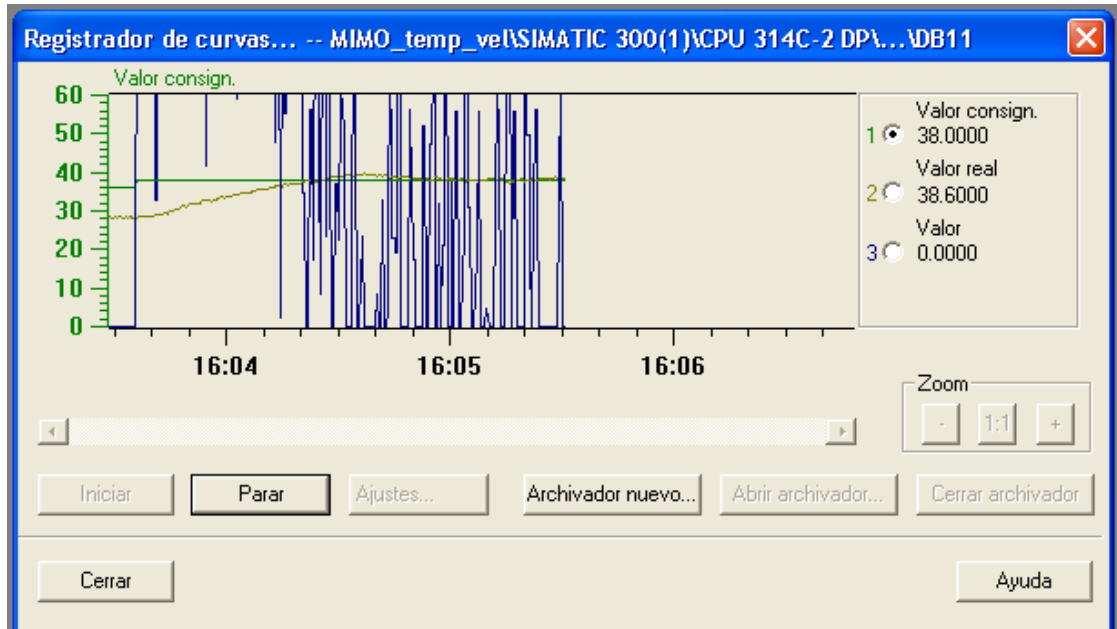 Registrador de curvas... -- MIMO_temp_vel\SIMATIC 300(1)\CPU 314C-2 DP\...\DB11
Valor consign.
60
50
40
30
20
10
0
16:04
16:05
16:06
Valor consign.
1 38.0000
Valor real
2 38.6000
Valor
3 0.0000
Zoom
- 1:1 +
Iniciar Parar Ajustes... Archivador nuevo... Abrir archivador... Cerrar archivador
Cerrar Ayuda